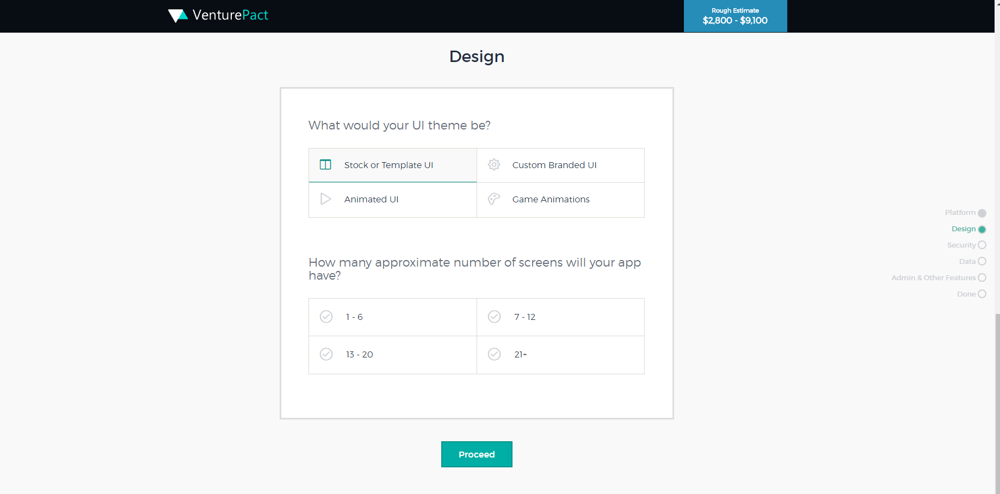 VenturePact
Rough Estimate
$2,800 - $9,100
Design
What would your UI theme be?
Stock or Template UI
Custom Branded UI
Animated UI
Game Animations
How many approximate number of screens will your app
have?
1 - 6
7 - 12
13 - 20
21+
Proceed
Platform
Design
Security
Data
Admin & Other Features
Done